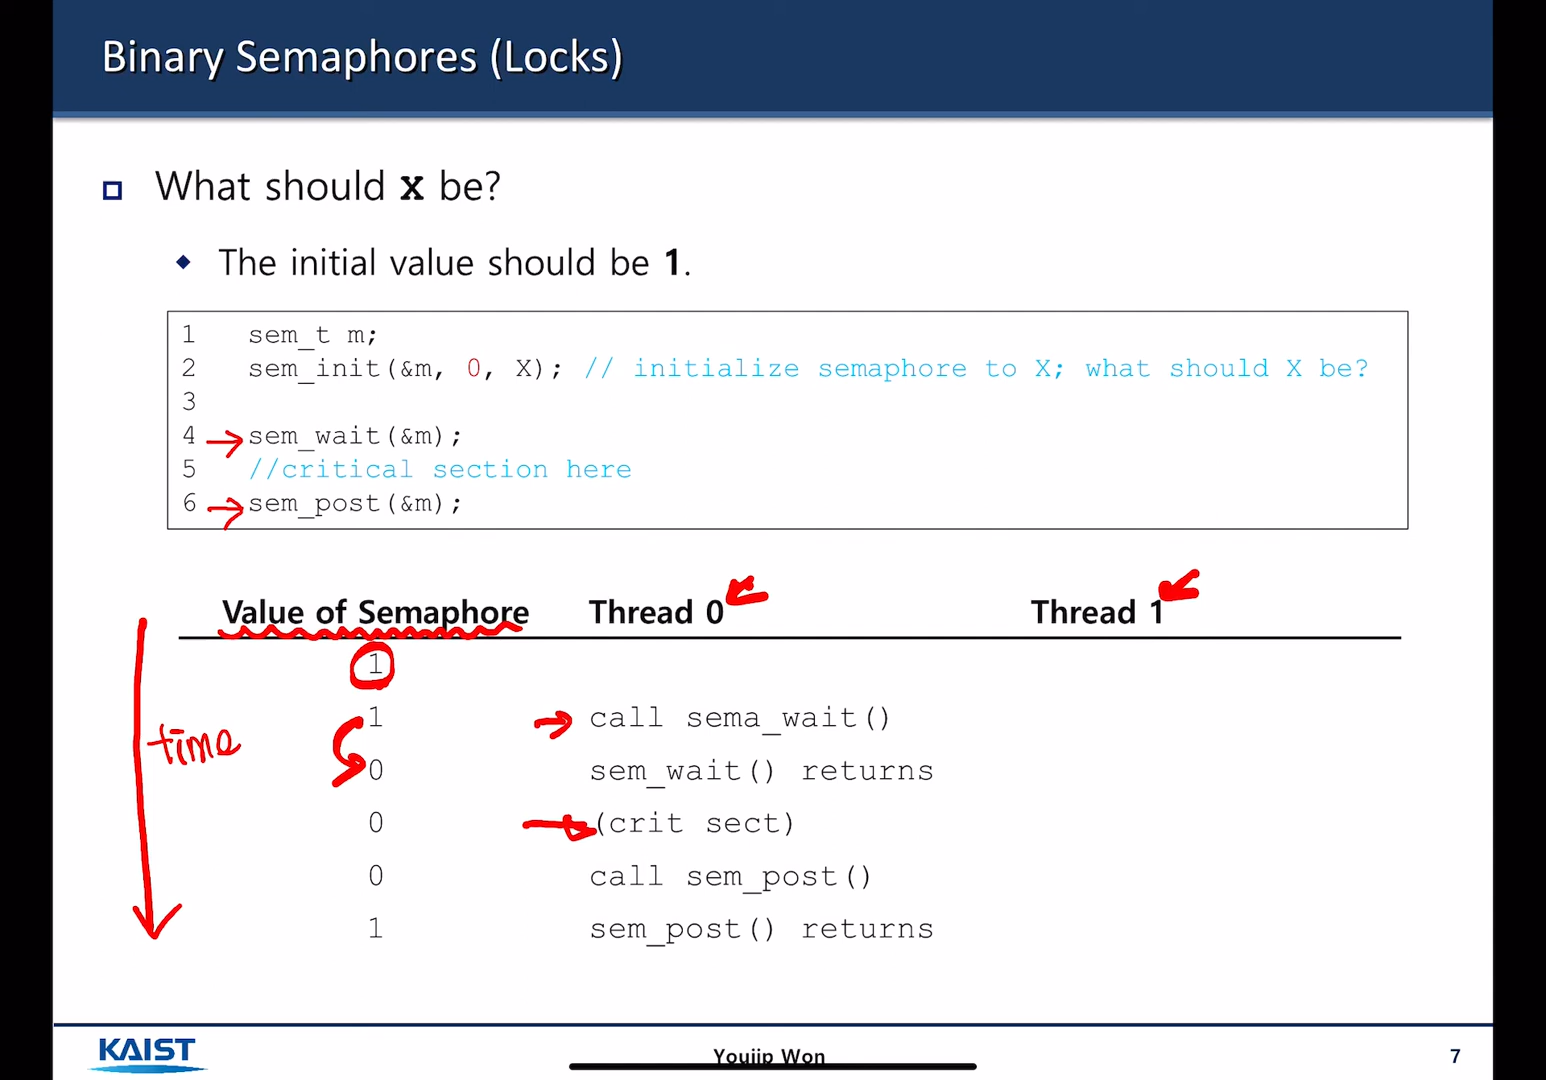 Binary Semaphores (Locks)
What should X be?
The initial value should be 1.
1 sem_t m;
2 sem_init(&m, 0, X); // initialize semaphore to X; what should X be?
3
4 sem_wait(&m);
5 //critical section here
6 sem_post(&m);
Value of Semaphore Thread 0 Thread 1
1
1 call sema_wait()
time
0 sem_wait() returns
0 (crit sect)
0 call sem_post()
1 sem_post() returns
KAIST
Youjip Won
7